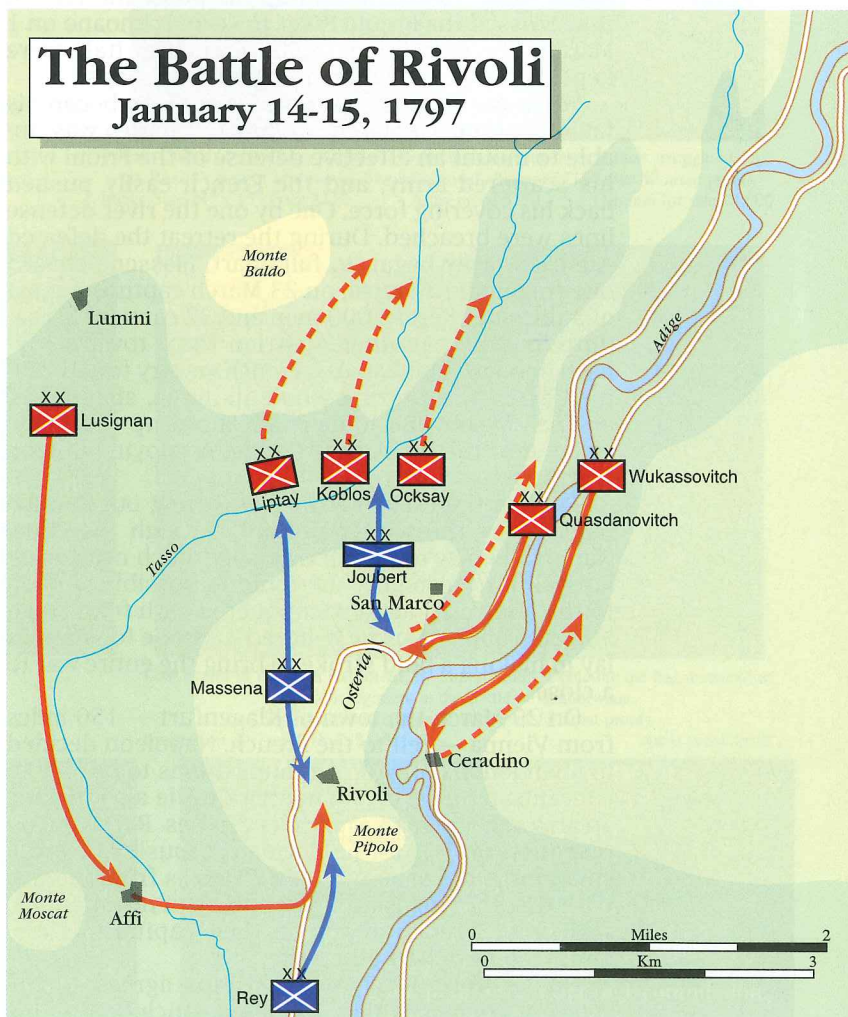 The Battle of Rivoli
January 14-15, 1797
Monte
Baldo
Lumini
Adige
Lusignan
X X
X X
Liptay
X X
Koblos
X X
Ocksay
X X
Wukassovitch
X X
Quasdanovitch
Tasso
X X
Joubert
San Marco
Osteria
X X
Massena
Ceradino
Rivoli
Monte
Pipolo
Monte
Moscat
Affi
X X
Rey
0 Miles 2
0 Km 3